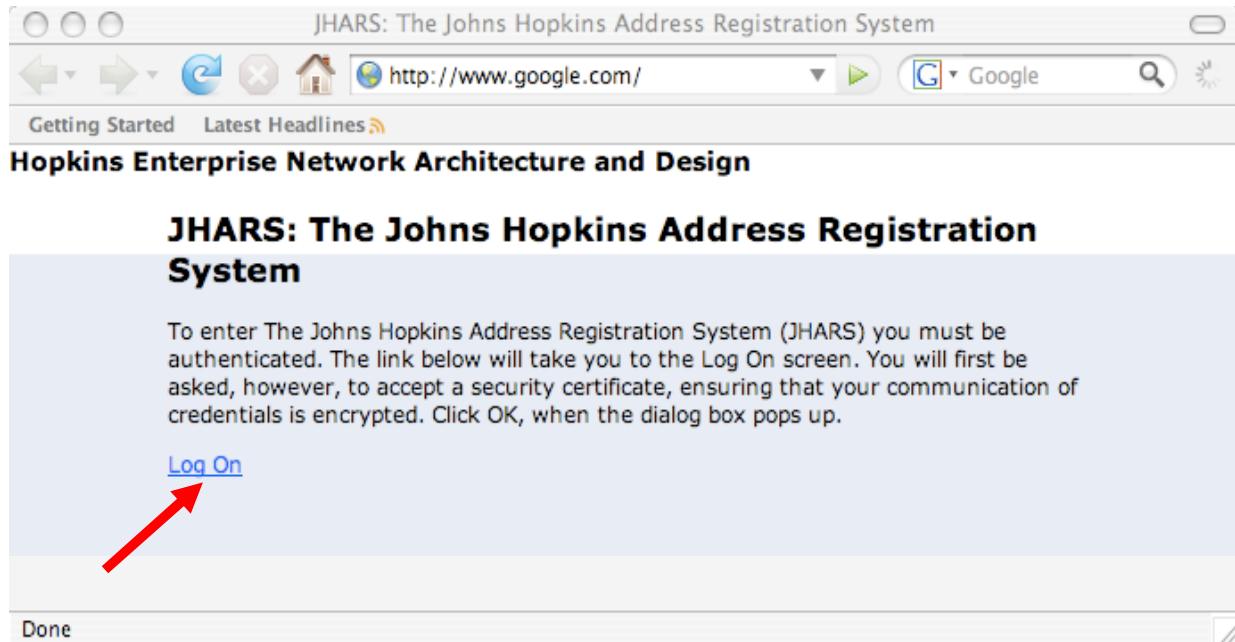 JHARS: The Johns Hopkins Address Registration System
http://www.google.com/
G Google
Getting Started Latest Headlines
Hopkins Enterprise Network Architecture and Design
JHARS: The Johns Hopkins Address Registration
System
To enter The Johns Hopkins Address Registration System (JHARS) you must be
authenticated. The link below will take you to the Log On screen. You will first be
asked, however, to accept a security certificate, ensuring that your communication of
credentials is encrypted. Click OK, when the dialog box pops up.
Log On
Done